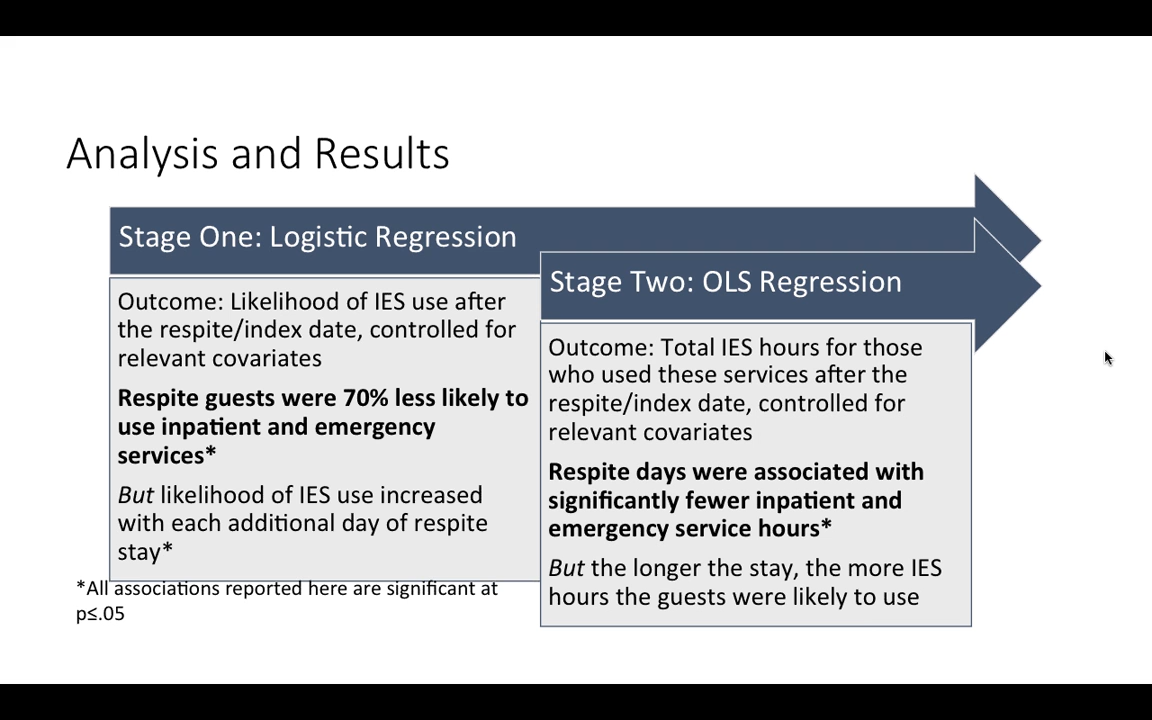 Analysis and Results
Stage One: Logistic Regression
Outcome: Likelihood of IES use after
the respite/index date, controlled for
relevant covariates
Respite guests were 70% less likely to
use inpatient and emergency
services*
But likelihood of IES use increased
with each additional day of respite
stay*
*All associations reported here are significant at
p≤.05
Stage Two: OLS Regression
Outcome: Total IES hours for those
who used these services after the
respite/index date, controlled for
relevant covariates
Respite days were associated with
significantly fewer inpatient and
emergency service hours*
But the longer the stay, the more IES
hours the guests were likely to use